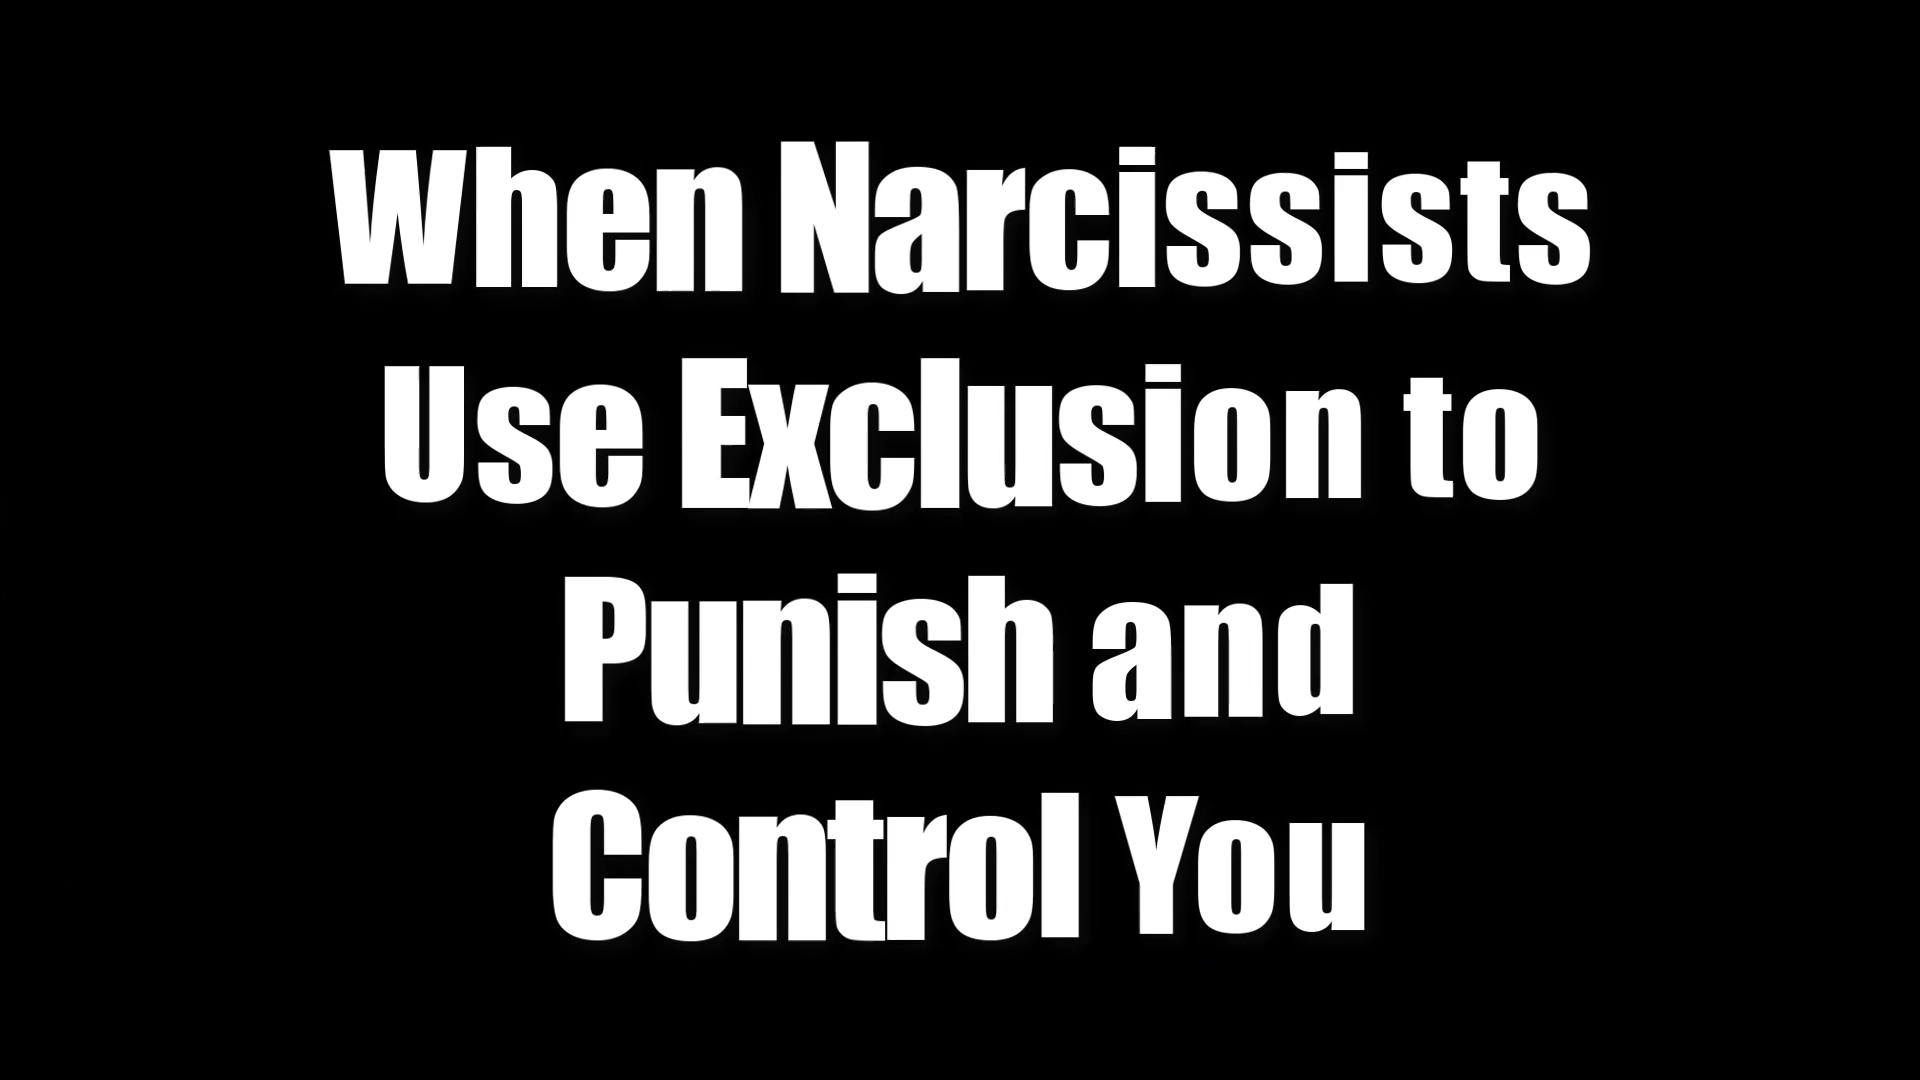 When Narcissists
Use Exclusion to
Punish and
Control You